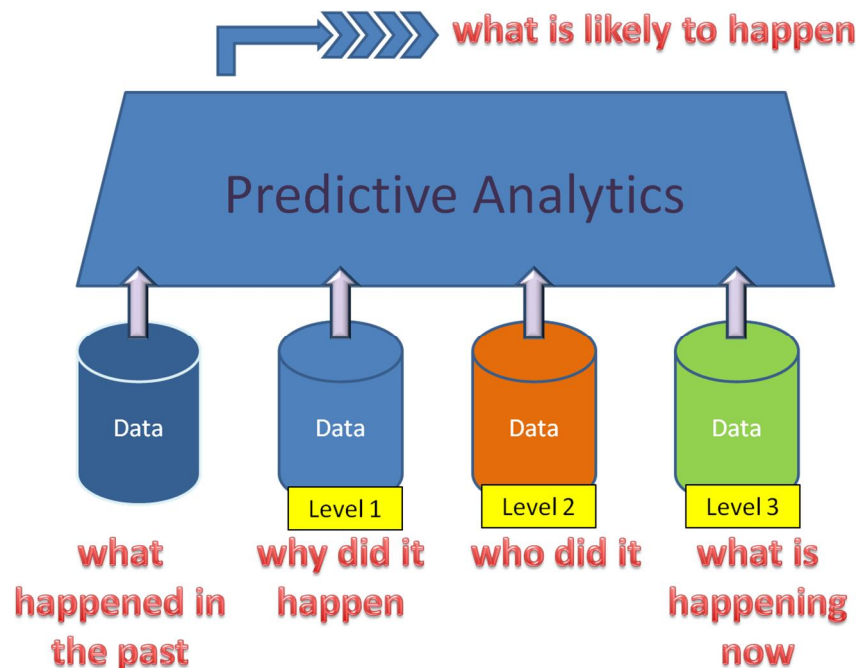 what is likely to happen
Predictive Analytics
Data
Data
Data
Data
Level 1
Level 2
Level 3
what
happened in
the past
why did it
happen
who did it
what is
happening
now